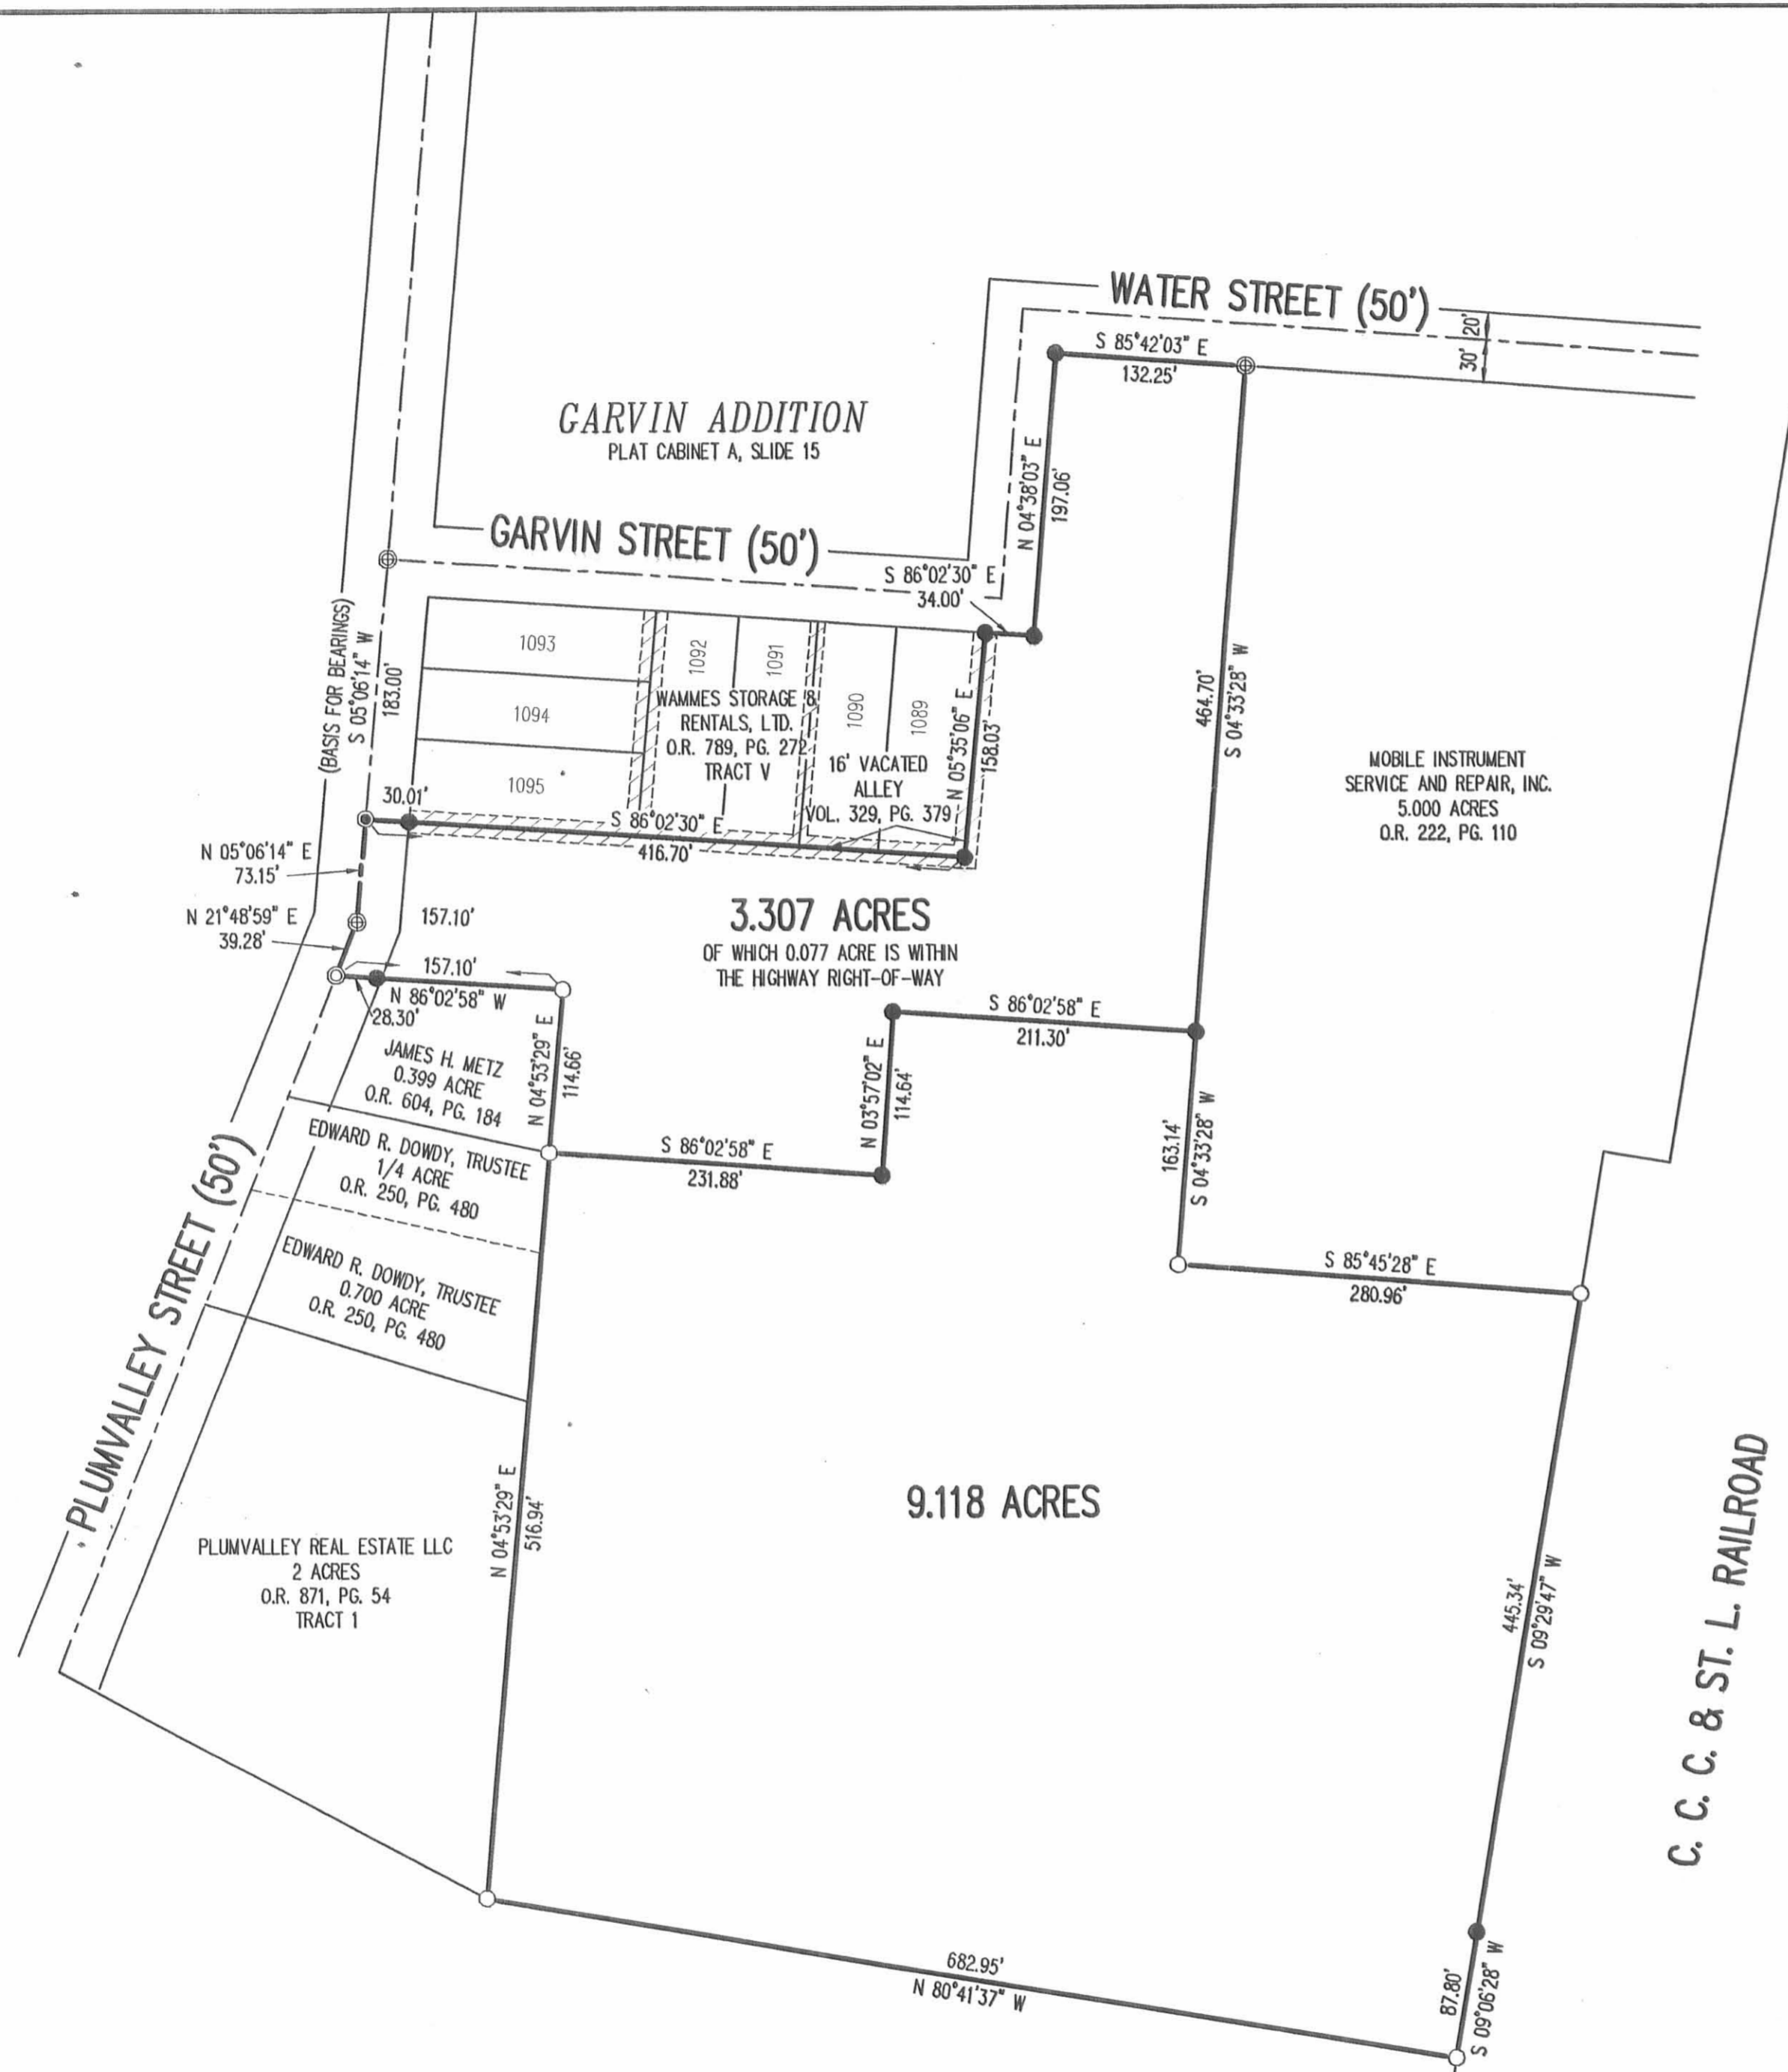 WATER STREET (50')
20'
30'
S 85°42'03" E
132.25'
GARVIN ADDITION
PLAT CABINET A, SLIDE 15
N 04°38'03" E
197.06'
GARVIN STREET (50')
S 86°02'30" E
34.00'
(BASIS FOR BEARINGS)
S 05°06'14" W
183.00'
1093
1094
1095
1092
1091
1090
1089
WAMMES STORAGE &
RENTALS, LTD.
O.R. 789, PG. 272
TRACT V
16' VACATED
ALLEY
VOL. 329, PG. 379
N 05°35'06" E
158.03'
464.70'
S 04°33'28" W
MOBILE INSTRUMENT
SERVICE AND REPAIR, INC.
5.000 ACRES
O.R. 222, PG. 110
30.01'
S 86°02'30" E
416.70'
N 05°06'14" E
73.15'
N 21°48'59" E
39.28'
157.10'
3.307 ACRES
OF WHICH 0.077 ACRE IS WITHIN
THE HIGHWAY RIGHT-OF-WAY
157.10'
N 86°02'58" W
28.30'
S 86°02'58" E
211.30'
JAMES H. METZ
0.399 ACRE
O.R. 604, PG. 184
N 04°53'29" E
114.66'
N 03°57'02" E
114.64'
163.14'
S 04°33'28" W
EDWARD R. DOWDY, TRUSTEE
1/4 ACRE
O.R. 250, PG. 480
S 86°02'58" E
231.88'
EDWARD R. DOWDY, TRUSTEE
0.700 ACRE
O.R. 250, PG. 480
S 85°45'28" E
280.96'
PLUMVALLEY STREET (50')
9.118 ACRES
N 04°53'29" E
516.94'
PLUMVALLEY REAL ESTATE LLC
2 ACRES
O.R. 871, PG. 54
TRACT 1
445.34'
S 09°29'47" W
C. C. C. & ST. L. RAILROAD
682.95'
N 80°41'37" W
87.80'
S 09°06'28" W